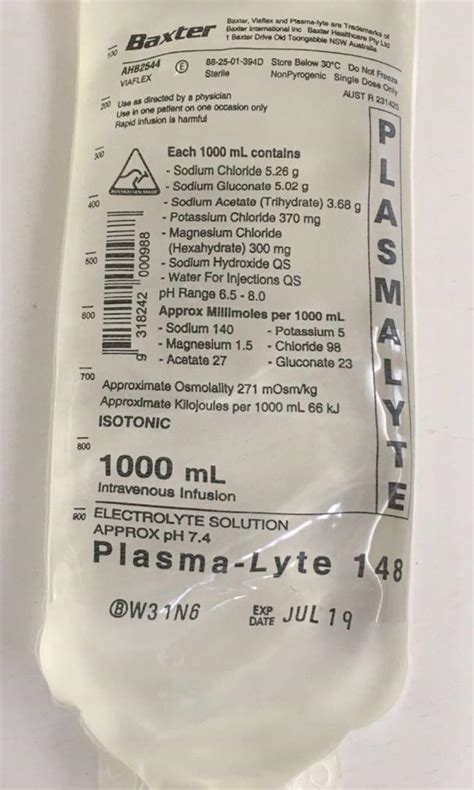 Baxter
Baxter, Viaflex and Plasma-lyte are Trademarks of
Baxter International Inc Baxter Healthcare Pty Ltd
1 Baxter Drive Old Toongabbie NSW Australia
100
AHB2544
VIAFLEX
E
88-25-01-394D Store Below 30°C Do Not Freeze
Sterile NonPyrogenic Single Dose Only
AUST R 231425
200 Use as directed by a physician
Use in one patient on one occasion only
Rapid infusion is harmful
PLASMALYTE
300
AUSTRALIAN MADE
Each 1000 mL contains
- Sodium Chloride 5.26 g
- Sodium Gluconate 5.02 g
400 - Sodium Acetate (Trihydrate) 3.68 g
- Potassium Chloride 370 mg
- Magnesium Chloride
(Hexahydrate) 300 mg
500 - Sodium Hydroxide QS
- Water For Injections QS
pH Range 6.5 - 8.0
9 318242 000988
600 Approx Millimoles per 1000 mL
- Sodium 140 - Potassium 5
- Magnesium 1.5 - Chloride 98
- Acetate 27 - Gluconate 23
700
Approximate Osmolality 271 mOsm/kg
Approximate Kilojoules per 1000 mL 66 kJ
ISOTONIC
800
1000 mL
Intravenous Infusion
900 ELECTROLYTE SOLUTION
APPROX pH 7.4
Plasma-Lyte 148
BW31N6 EXP DATE JUL 19